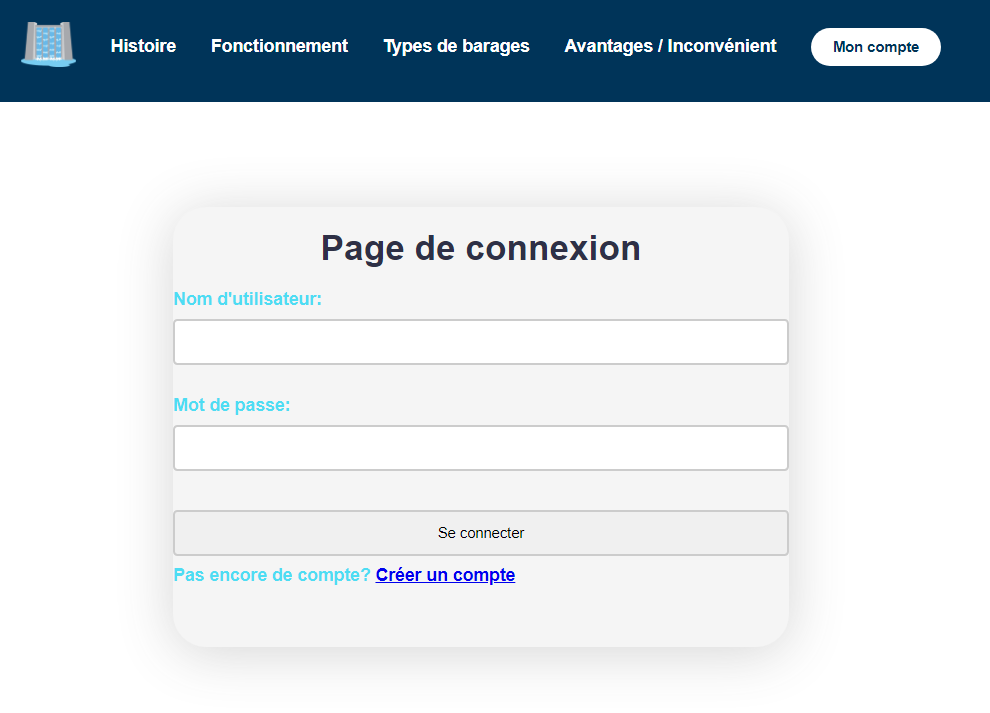 Histoire Fonctionnement Types de barages Avantages / Inconvénient Mon compte
Page de connexion
Nom d'utilisateur:
Mot de passe:
Se connecter
Pas encore de compte? Créer un compte